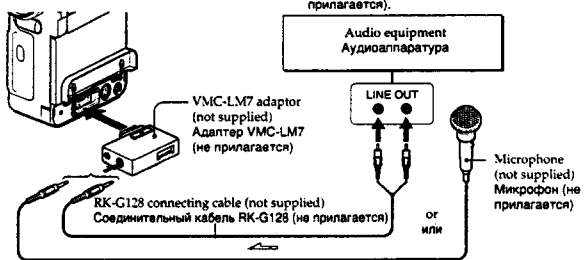 прилагается).
Audio equipment
Аудиоаппаратура
LINE OUT
VMC-LM7 adaptor
(not supplied)
Адаптер VMC-LM7
(не прилагается)
Microphone
(not supplied)
Микрофон (не
прилагается)
RK-G128 connecting cable (not supplied)
Соединительный кабель RK-G128 (не прилагается)
or
или